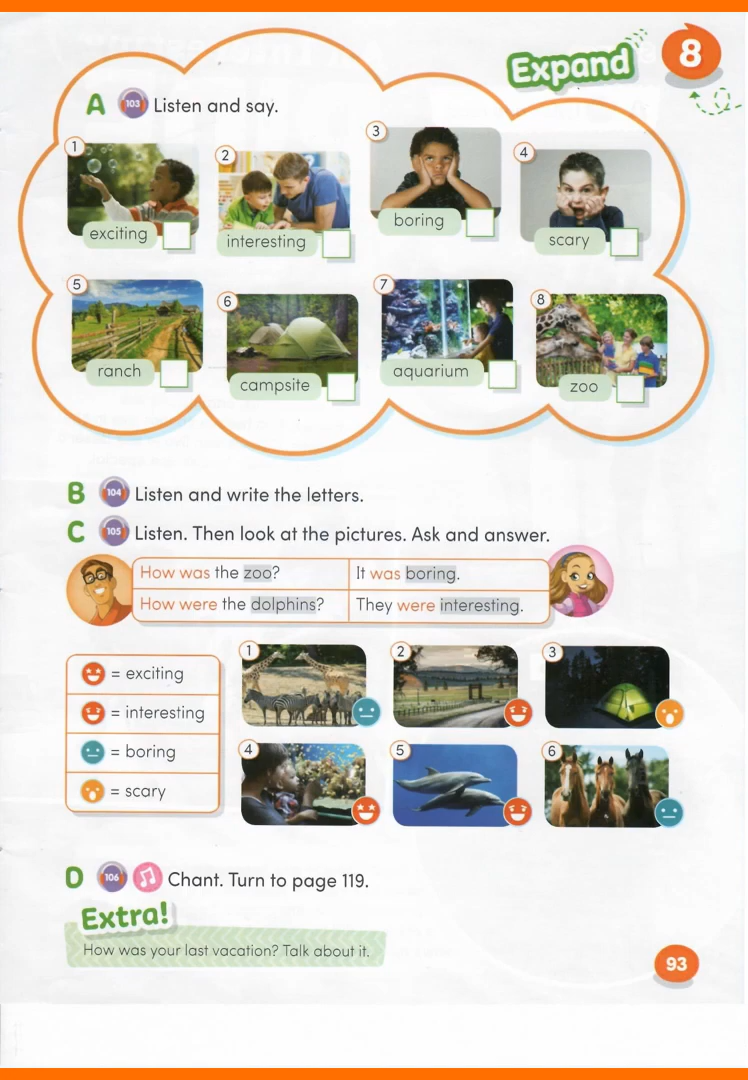 Expand 8
A 103 Listen and say.
1
2
3
4
exciting
interesting
boring
scary
5
6
7
8
ranch
campsite
aquarium
zoo
B 104 Listen and write the letters.
C 105 Listen. Then look at the pictures. Ask and answer.
How was the zoo? It was boring.
How were the dolphins? They were interesting.
= exciting
= interesting
= boring
= scary
1
2
3
4
5
6
D 106 Chant. Turn to page 119.
Extra!
How was your last vacation? Talk about it.
93